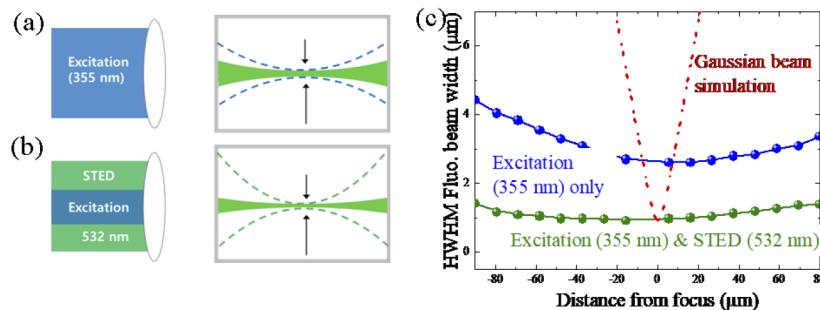 (a)
Excitation
(355 nm)
(b)
STED
Excitation
532 nm
(c)
HWHM Fluo. beam width (μm)
6
4
2
0
Gaussian beam
simulation
Excitation
(355 nm) only
Excitation (355 nm) & STED (532 nm)
-80 -60 -40 -20 0 20 40 60 80
Distance from focus (μm)